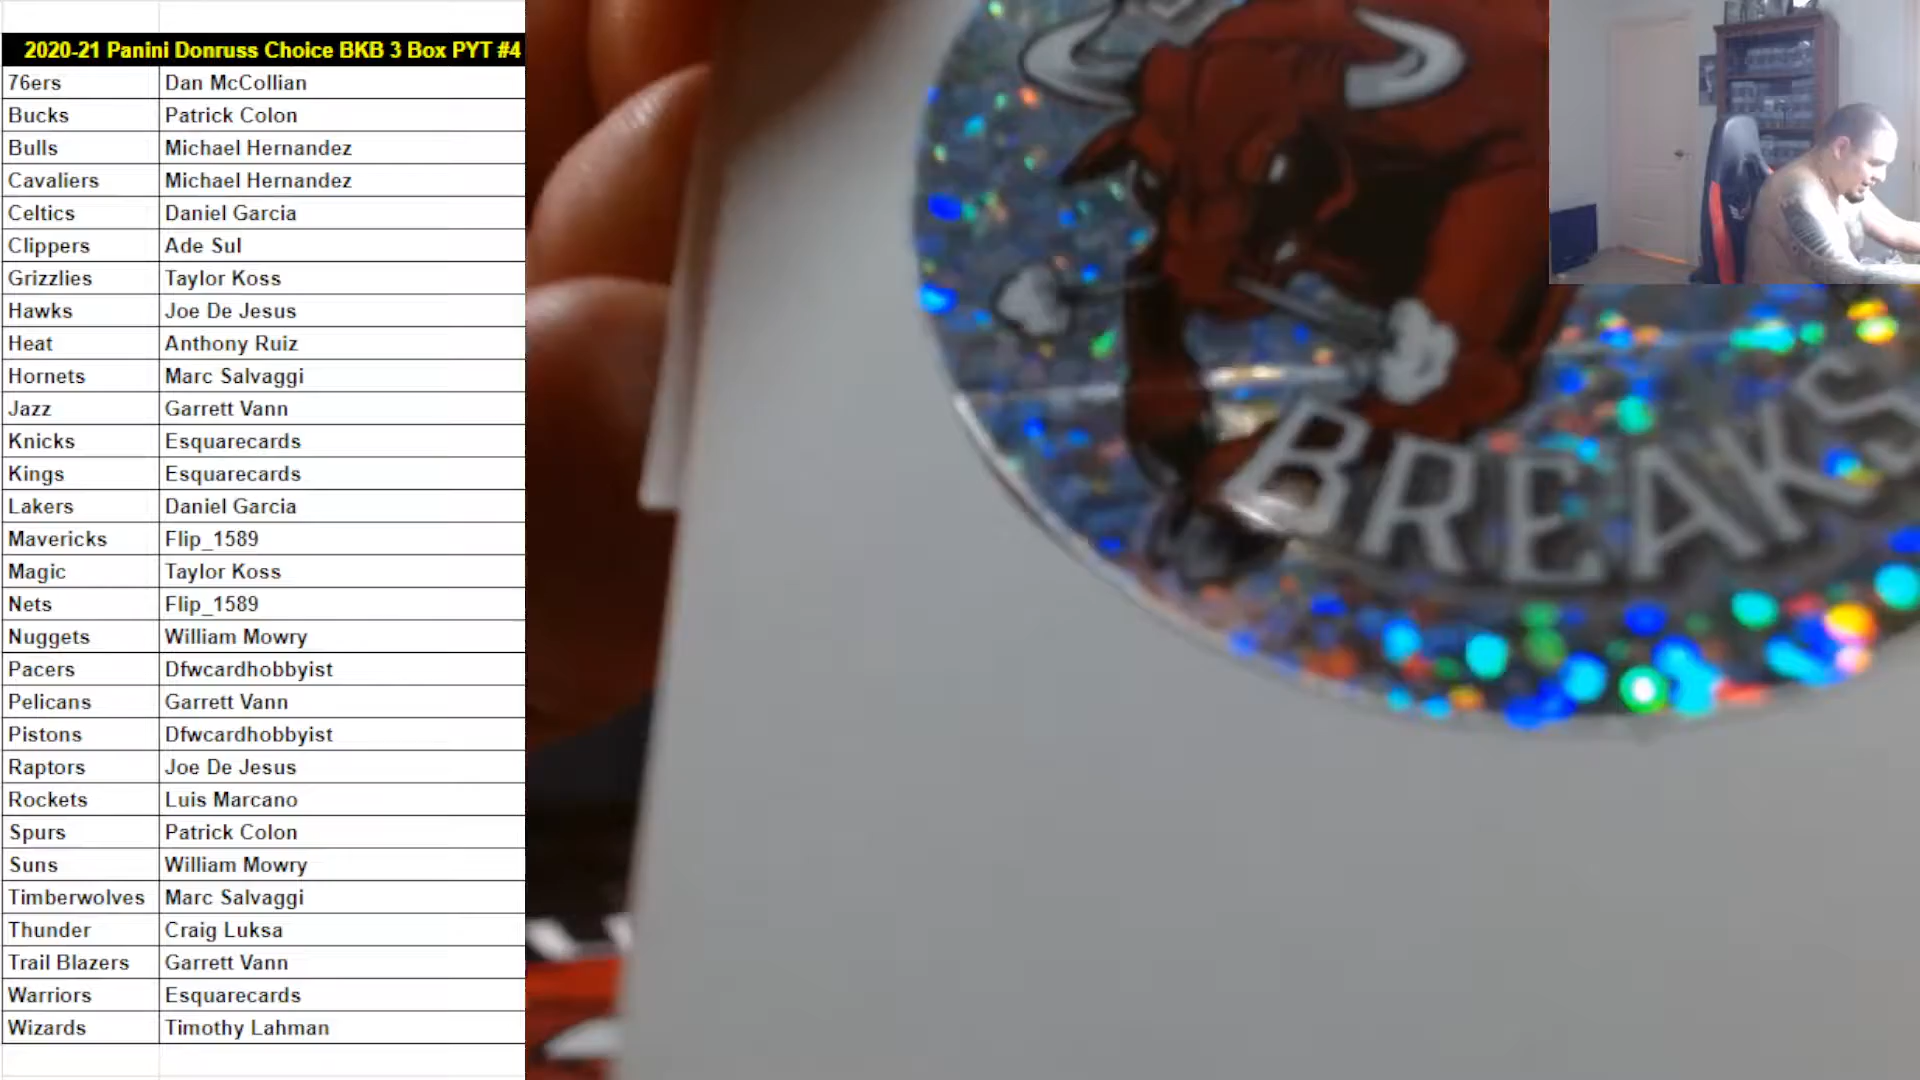 2020-21 Panini Donruss Choice BKB 3 Box PYT #4
76ers Dan McCollian
Bucks Patrick Colon
Bulls Michael Hernandez
Cavaliers Michael Hernandez
Celtics Daniel Garcia
Clippers Ade Sul
Grizzlies Taylor Koss
Hawks Joe De Jesus
Heat Anthony Ruiz
Hornets Marc Salvaggi
Jazz Garrett Vann
Knicks Esquarecards
Kings Esquarecards
Lakers Daniel Garcia
Mavericks Flip_1589
Magic Taylor Koss
Nets Flip_1589
Nuggets William Mowry
Pacers Dfwcardhobbyist
Pelicans Garrett Vann
Pistons Dfwcardhobbyist
Raptors Joe De Jesus
Rockets Luis Marcano
Spurs Patrick Colon
Suns William Mowry
Timberwolves Marc Salvaggi
Thunder Craig Luksa
Trail Blazers Garrett Vann
Warriors Esquarecards
Wizards Timothy Lahman
BREAKS